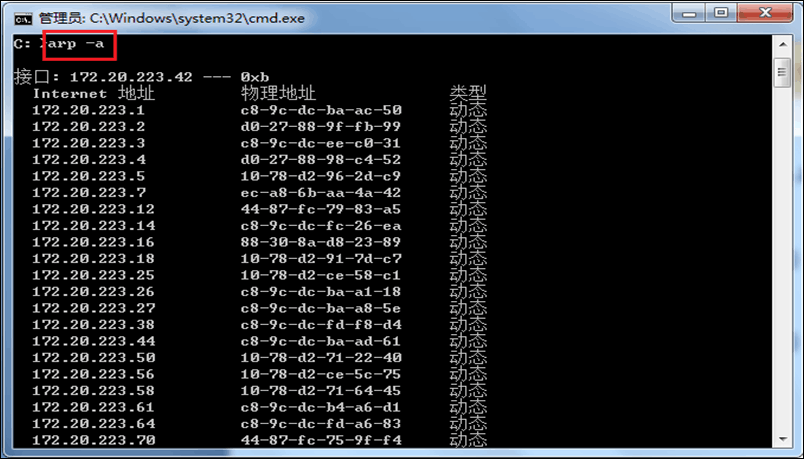 管理员: C:\Windows\system32\cmd.exe
C: >arp -a
接口: 172.20.223.42 --- 0xb
Internet 地址 物理地址 类型
172.20.223.1 c8-9c-dc-ba-ac-50 动态
172.20.223.2 d0-27-88-9f-fb-99 动态
172.20.223.3 c8-9c-dc-ee-c0-31 动态
172.20.223.4 d0-27-88-98-c4-52 动态
172.20.223.5 10-78-d2-96-2d-c9 动态
172.20.223.7 ec-a8-6b-aa-4a-42 动态
172.20.223.12 44-87-fc-79-83-a5 动态
172.20.223.14 c8-9c-dc-fc-26-ea 动态
172.20.223.16 88-30-8a-d8-23-89 动态
172.20.223.18 10-78-d2-91-7d-c7 动态
172.20.223.25 10-78-d2-ce-58-c1 动态
172.20.223.26 c8-9c-dc-ba-a1-18 动态
172.20.223.27 c8-9c-dc-ba-a8-5e 动态
172.20.223.38 c8-9c-dc-fd-f8-d4 动态
172.20.223.44 c8-9c-dc-ba-ad-61 动态
172.20.223.50 10-78-d2-71-22-40 动态
172.20.223.56 10-78-d2-ce-5c-75 动态
172.20.223.58 10-78-d2-71-64-45 动态
172.20.223.61 c8-9c-dc-b4-a6-d1 动态
172.20.223.64 c8-9c-dc-fd-a6-83 动态
172.20.223.70 44-87-fc-75-9f-f4 动态